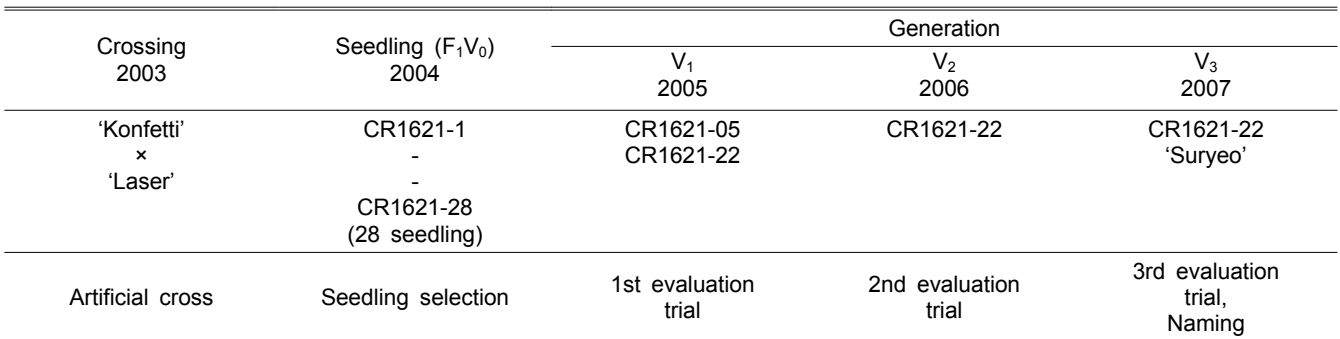 Crossing
2003
Seedling (F₁V₀)
2004
Generation
V₁
2005
V₂
2006
V₃
2007
‘Konfetti’
×
‘Laser’
CR1621-1
-
-
CR1621-28
(28 seedling)
CR1621-05
CR1621-22
CR1621-22
CR1621-22
‘Suryeo’
Artificial cross
Seedling selection
1st evaluation
trial
2nd evaluation
trial
3rd evaluation
trial,
Naming